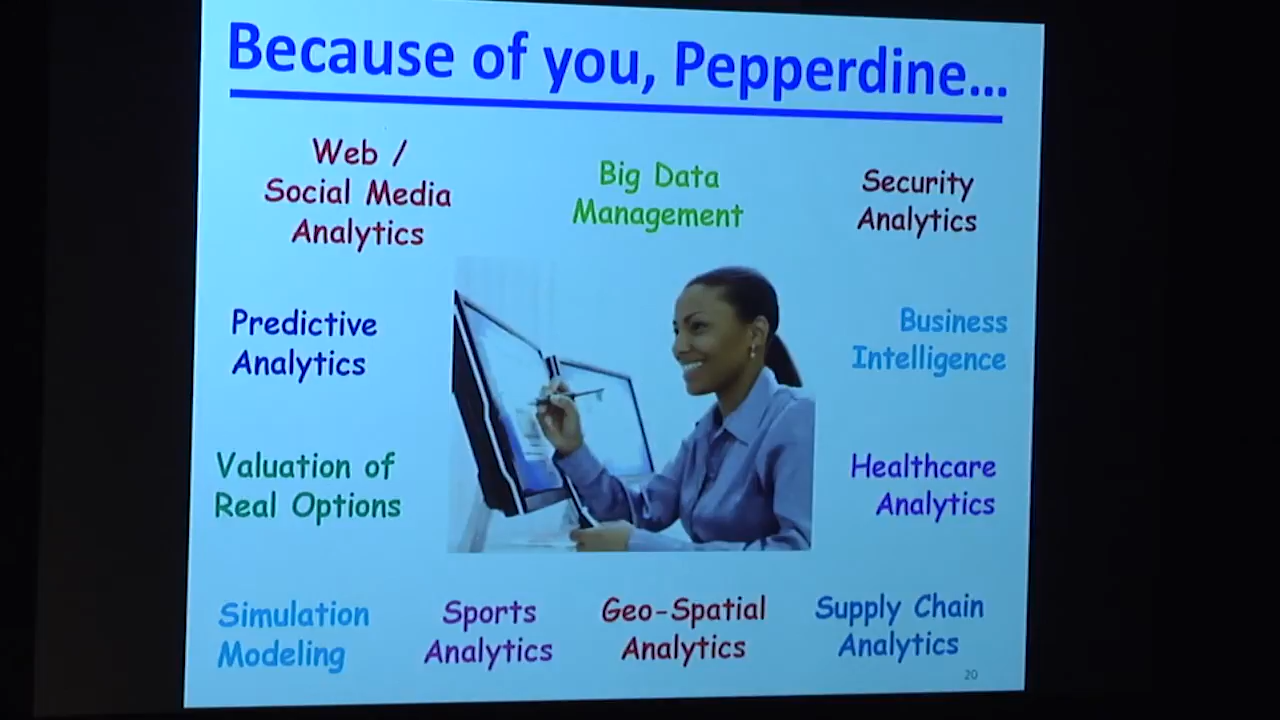 Because of you, Pepperdine...
Web /
Social Media
Analytics
Big Data
Management
Security
Analytics
Predictive
Analytics
Business
Intelligence
Valuation of
Real Options
Healthcare
Analytics
Simulation
Modeling
Sports
Analytics
Geo-Spatial
Analytics
Supply Chain
Analytics
20